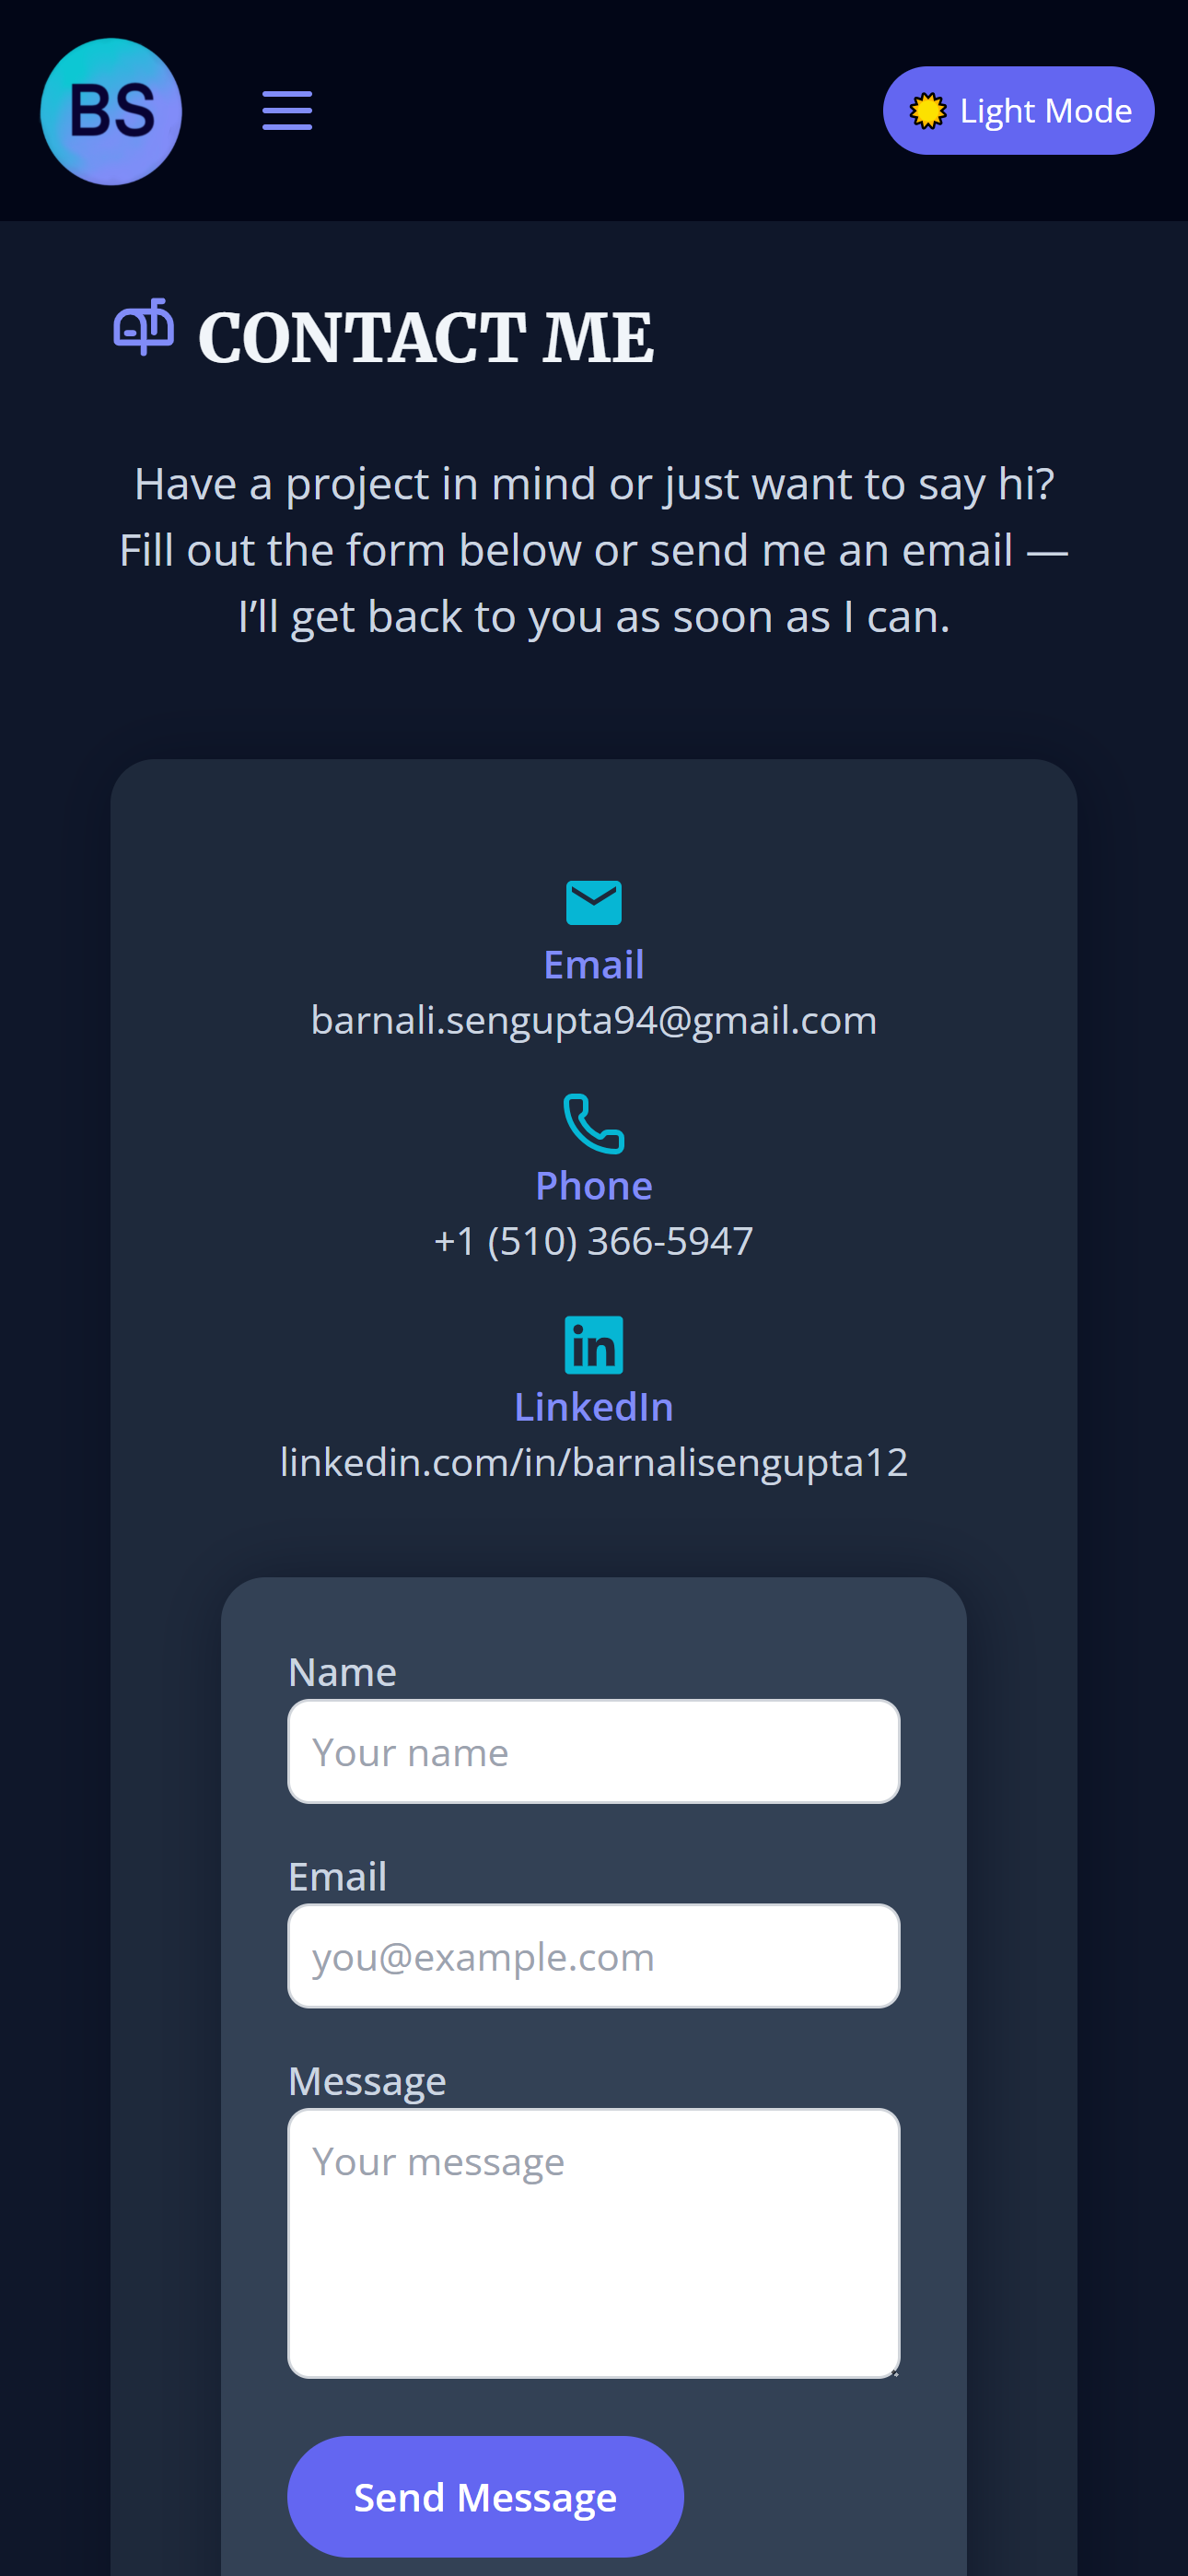 BS
Light Mode
CONTACT ME
Have a project in mind or just want to say hi?
Fill out the form below or send me an email —
I’ll get back to you as soon as I can.
Email
barnali.sengupta94@gmail.com
Phone
+1 (510) 366-5947
in
LinkedIn
linkedin.com/in/barnalisengupta12
Name
Your name
Email
you@example.com
Message
Your message
Send Message